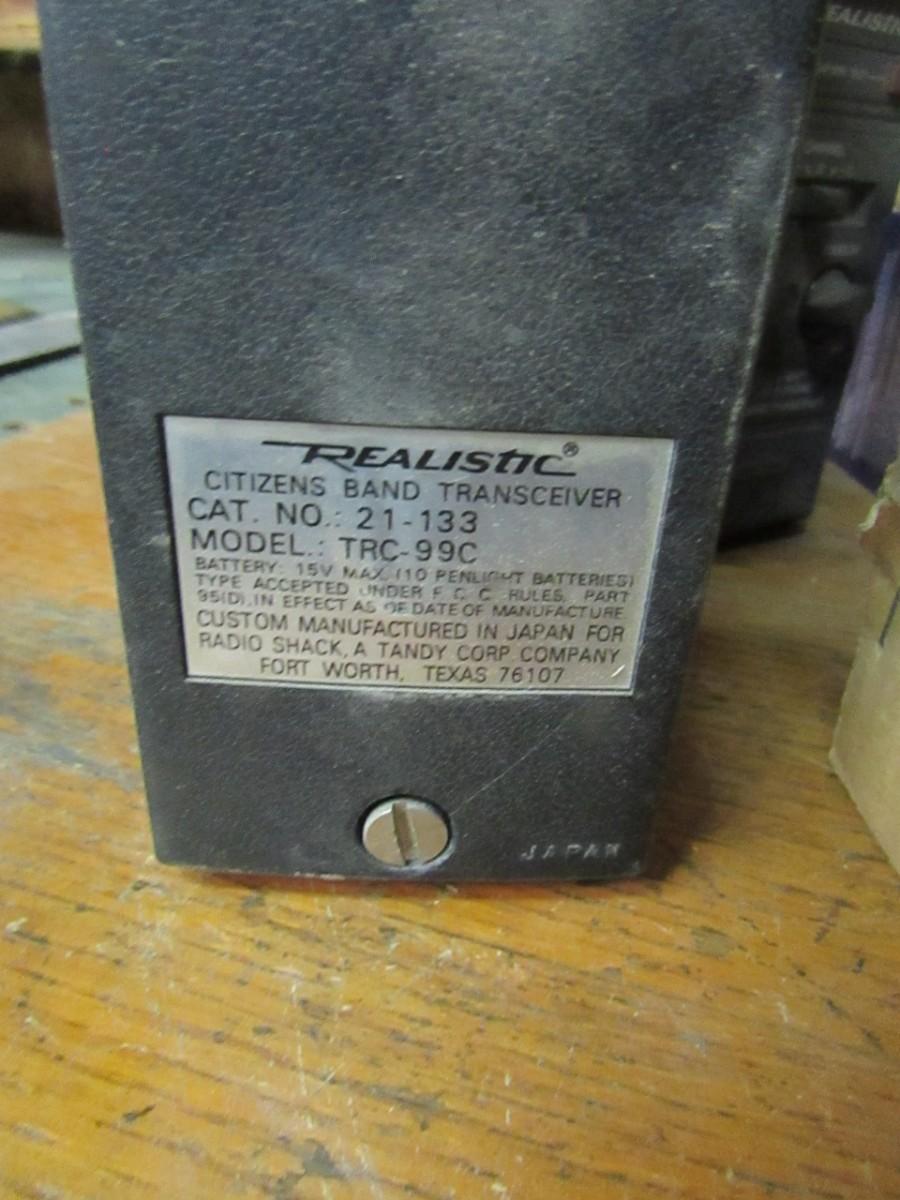 REALISTIC®
CITIZENS BAND TRANSCEIVER
CAT. NO.: 21-133
MODEL.: TRC-99C
BATTERY: 15V MAX. (10 PENLIGHT BATTERIES)
TYPE ACCEPTED UNDER F.C.C. RULES, PART
95(D), IN EFFECT AS OF DATE OF MANUFACTURE
CUSTOM MANUFACTURED IN JAPAN FOR
RADIO SHACK, A TANDY CORP. COMPANY
FORT WORTH, TEXAS 76107
JAPAN